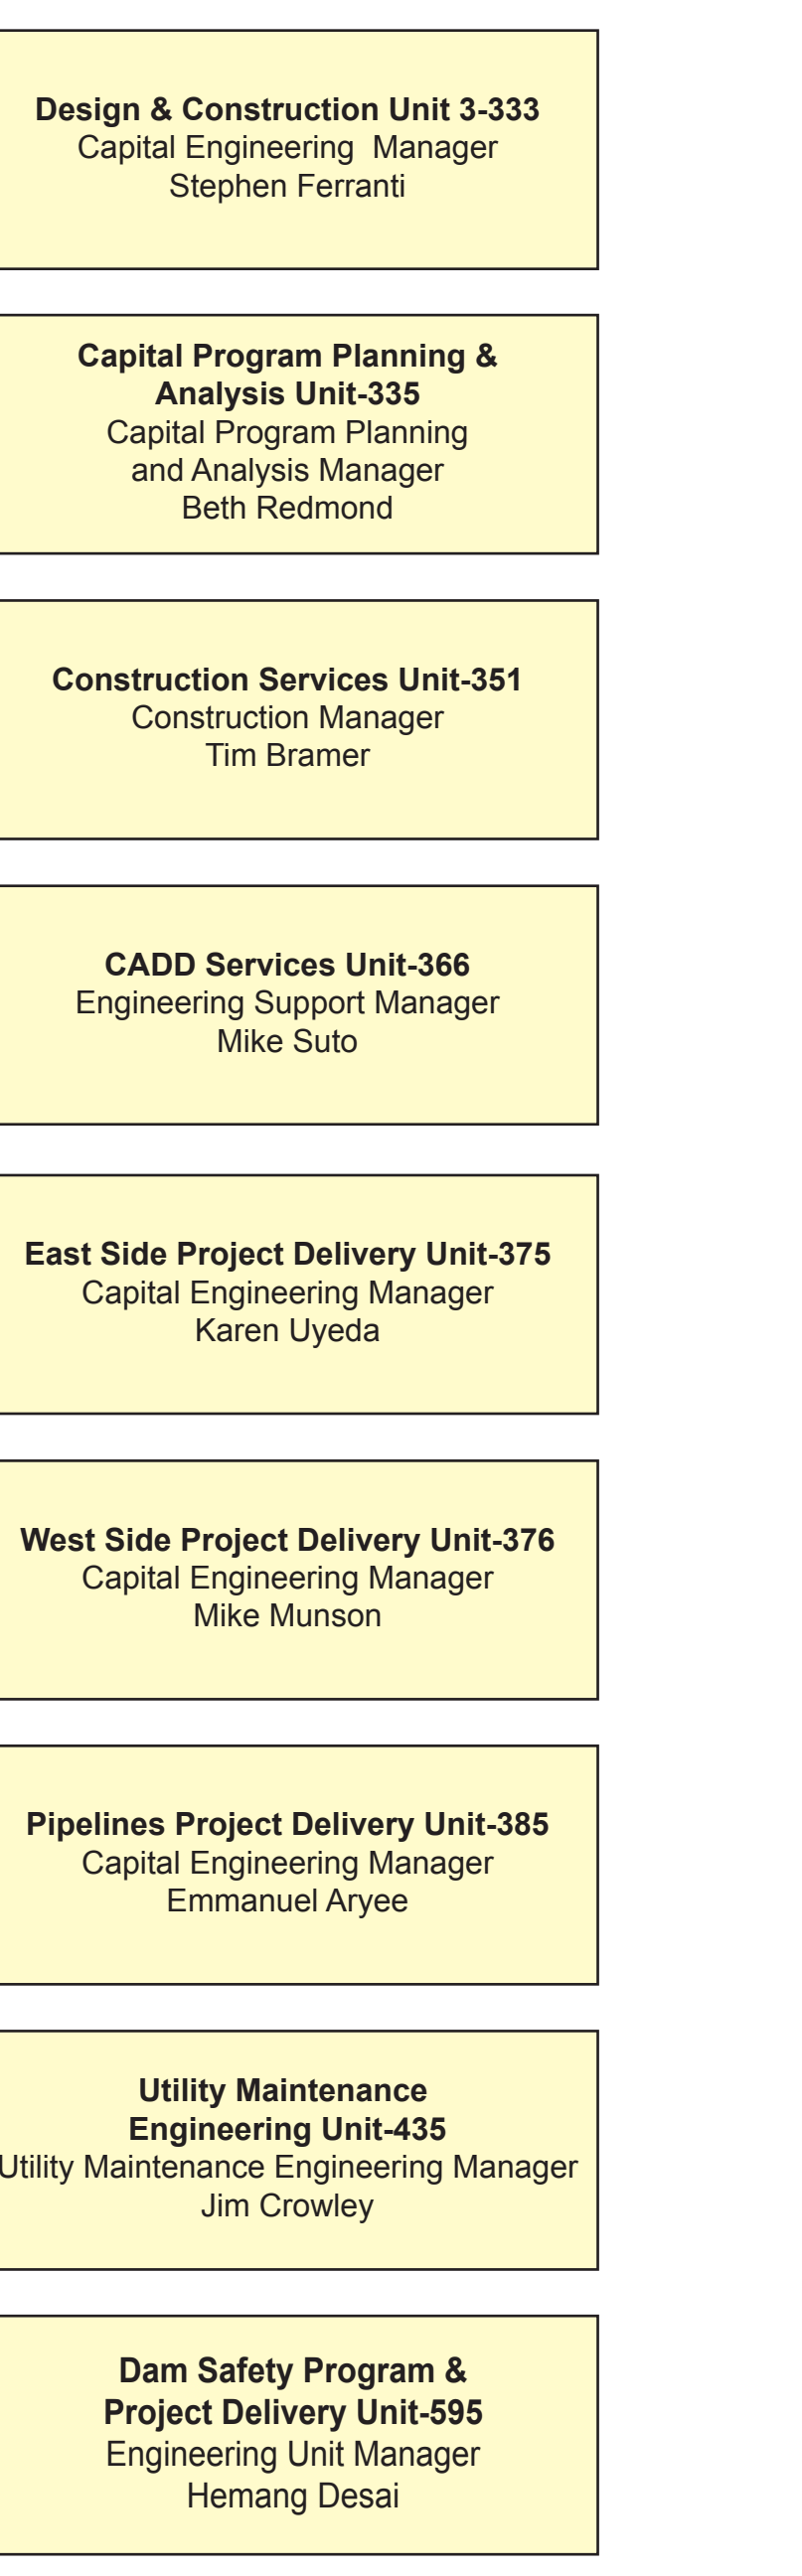 Design & Construction Unit 3-333
Capital Engineering  Manager
Stephen Ferranti
Capital Program Planning &
Analysis Unit-335
Capital Program Planning
and Analysis Manager
Beth Redmond
Construction Services Unit-351
Construction Manager
Tim Bramer
CADD Services Unit-366
Engineering Support Manager
Mike Suto
East Side Project Delivery Unit-375
Capital Engineering Manager
Karen Uyeda
West Side Project Delivery Unit-376
Capital Engineering Manager
Mike Munson
Pipelines Project Delivery Unit-385
Capital Engineering Manager
Emmanuel Aryee
Utility Maintenance
Engineering Unit-435
Utility Maintenance Engineering Manager
Jim Crowley
Dam Safety Program &
Project Delivery Unit-595
Engineering Unit Manager
Hemang Desai